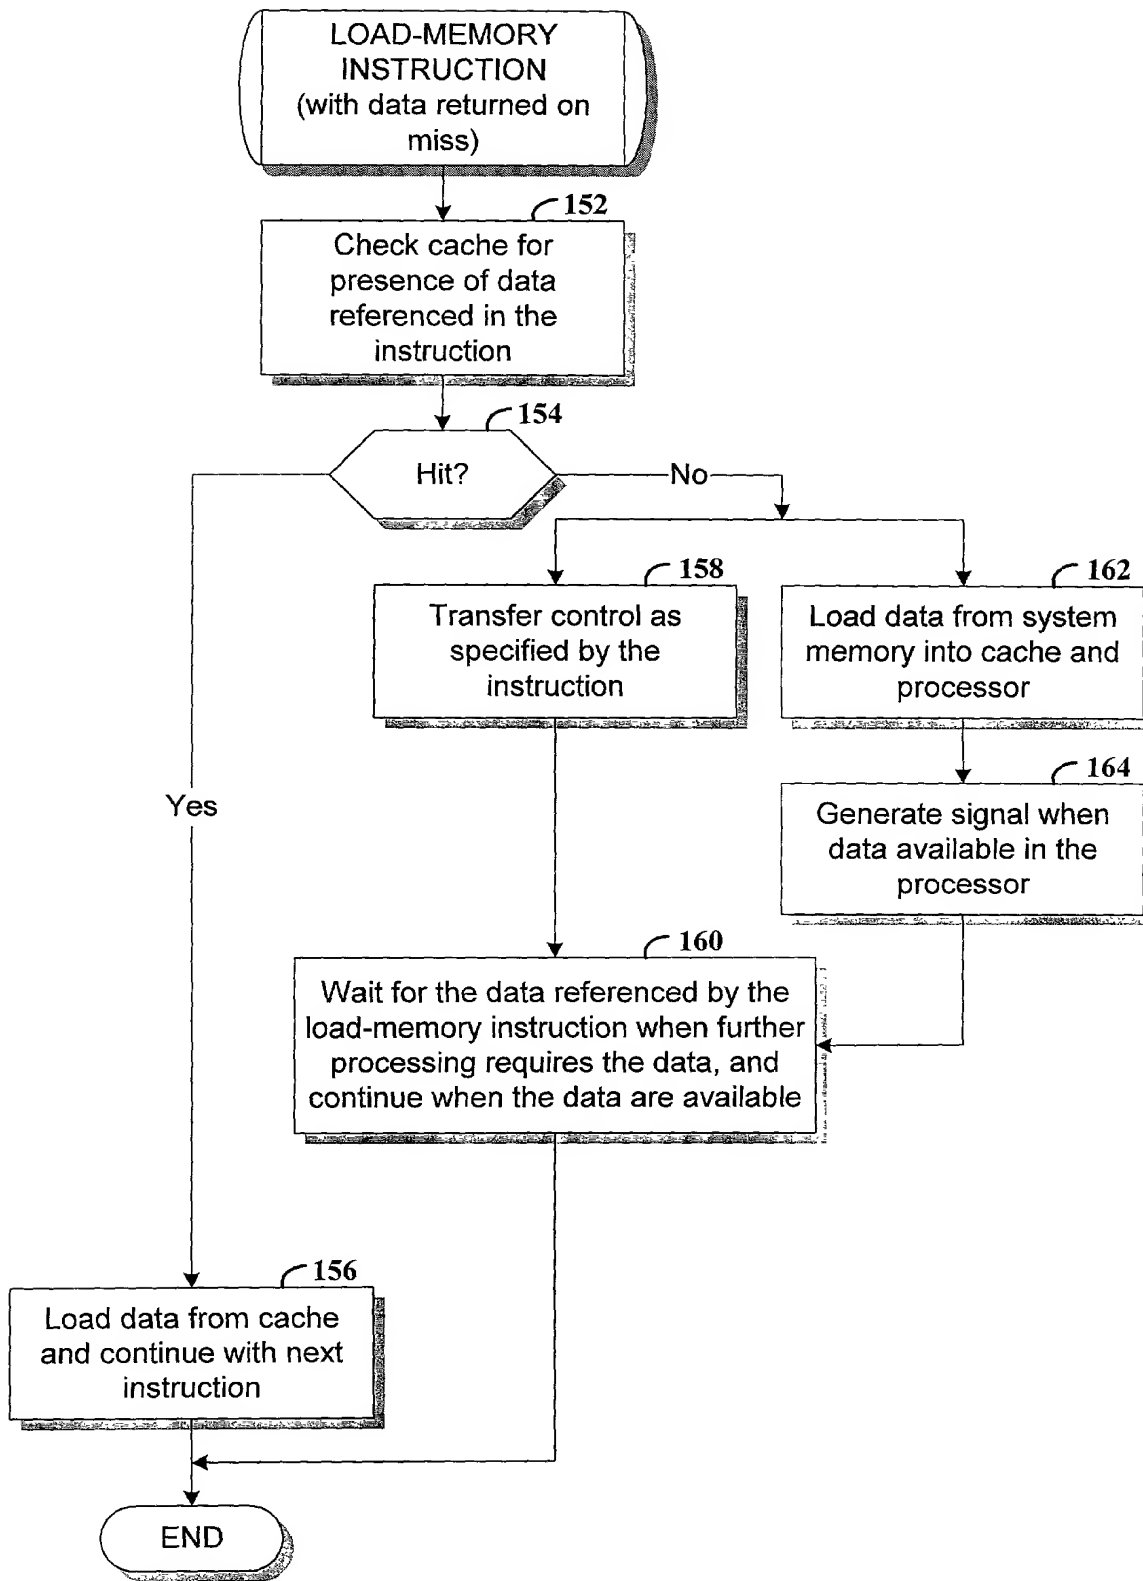 LOAD-MEMORY
INSTRUCTION
(with data returned on
miss)
152
Check cache for
presence of data
referenced in the
instruction
154
Hit?
No
158
Transfer control as
specified by the
instruction
162
Load data from system
memory into cache and
processor
164
Generate signal when
data available in the
processor
Yes
160
Wait for the data referenced by the
load-memory instruction when further
processing requires the data, and
continue when the data are available
156
Load data from cache
and continue with next
instruction
END